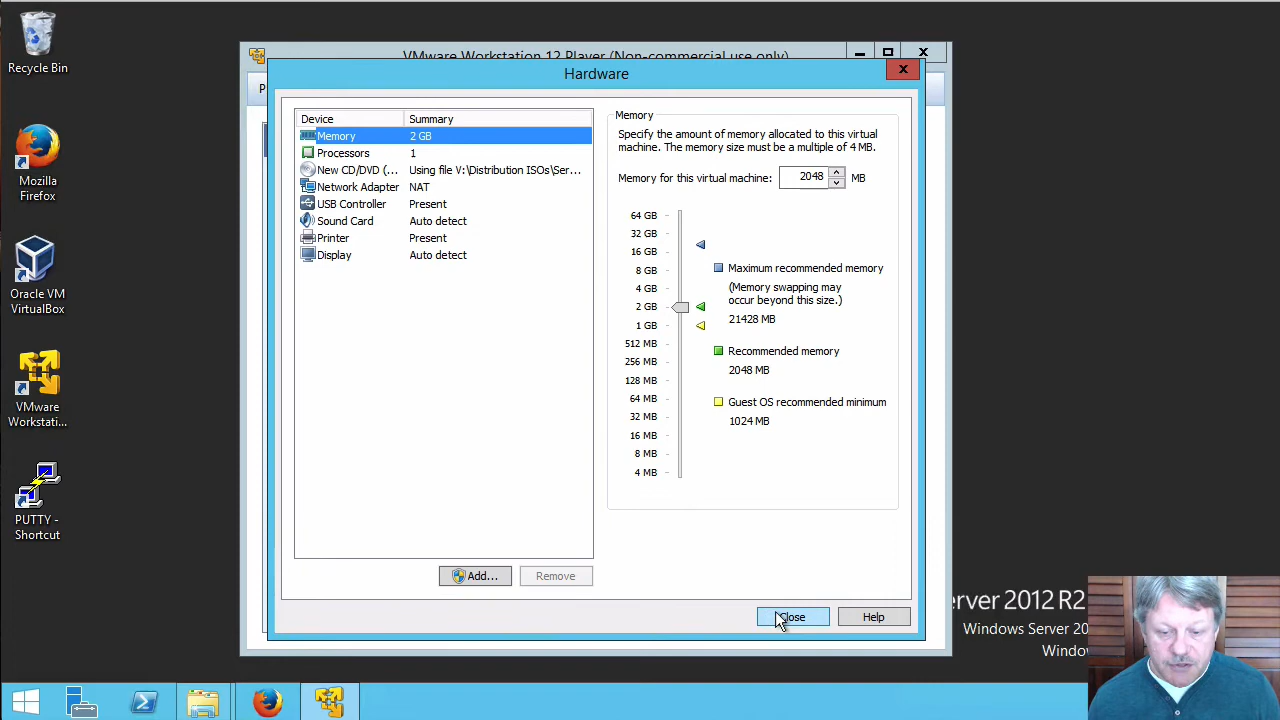 Recycle Bin
Mozilla
Firefox
Oracle VM
VirtualBox
VMware
Workstati...
PUTTY -
Shortcut
VMware Workstation 12 Player (Non-commercial use only)
P
Hardware
Device Summary
Memory 2 GB
Processors 1
New CD/DVD (... Using file V:\Distribution ISOs\Ser...
Network Adapter NAT
USB Controller Present
Sound Card Auto detect
Printer Present
Display Auto detect
Add...
Remove
Memory
Specify the amount of memory allocated to this virtual
machine. The memory size must be a multiple of 4 MB.
Memory for this virtual machine: 2048 MB
64 GB
32 GB
16 GB
8 GB
4 GB
2 GB
1 GB
512 MB
256 MB
128 MB
64 MB
32 MB
16 MB
8 MB
4 MB
Maximum recommended memory
(Memory swapping may
occur beyond this size.)
21428 MB
Recommended memory
2048 MB
Guest OS recommended minimum
1024 MB
Close
Help
erver 2012 R2
Windows Server 20
Windo